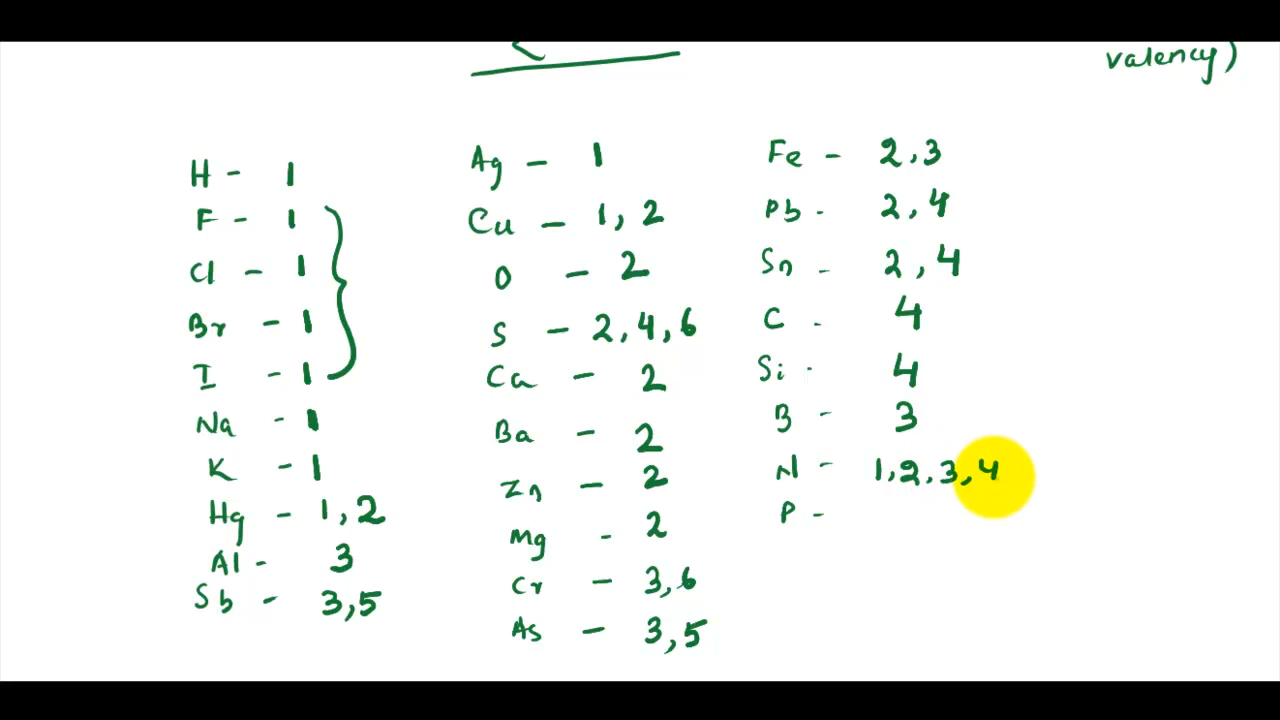 valency)
H - 1
F - 1
Cl - 1
Br - 1
I - 1
Na - 1
K - 1
Hg - 1, 2
Al - 3
Sb - 3,5
Ag - 1
Cu - 1, 2
O - 2
S - 2, 4, 6
Ca - 2
Ba - 2
Zn - 2
Mg - 2
Cr - 3,6
As - 3,5
Fe - 2,3
Pb - 2, 4
Sn - 2, 4
C - 4
Si - 4
B - 3
N - 1, 2, 3, 4
P -